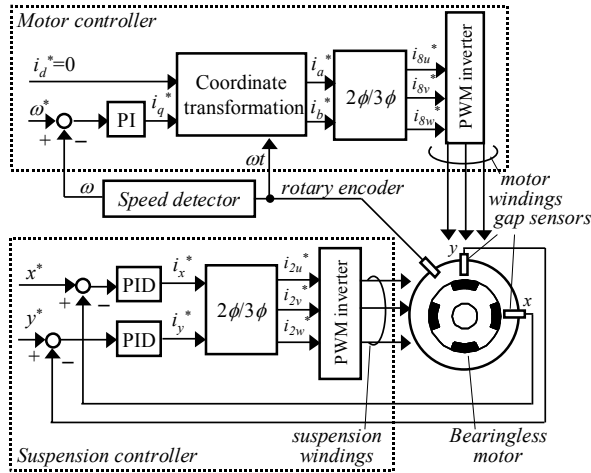 Motor controller
i_d^*=0
ω^*
+
−
PI
i_q^*
Coordinate
transformation
i_a^*
i_b^*
2ϕ/3ϕ
i_8u^*
i_8v^*
i_8w^*
PWM inverter
ωt
ω
Speed detector
rotary encoder
motor
windings
gap sensors
y
x
x^*
+
−
PID
i_x^*
y^*
+
−
PID
i_y^*
2ϕ/3ϕ
i_2u^*
i_2v^*
i_2w^*
PWM inverter
Suspension controller
suspension
windings
Bearingless
motor